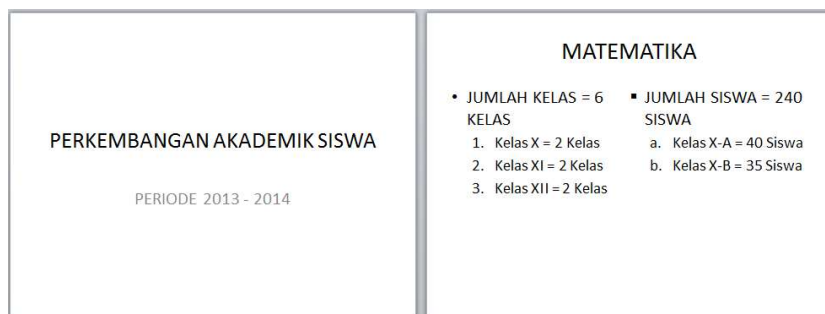 PERKEMBANGAN AKADEMIK SISWA
PERIODE 2013 - 2014
MATEMATIKA
• JUMLAH KELAS = 6
KELAS
1. Kelas X = 2 Kelas
2. Kelas XI = 2 Kelas
3. Kelas XII = 2 Kelas
▪ JUMLAH SISWA = 240
SISWA
a. Kelas X-A = 40 Siswa
b. Kelas X-B = 35 Siswa